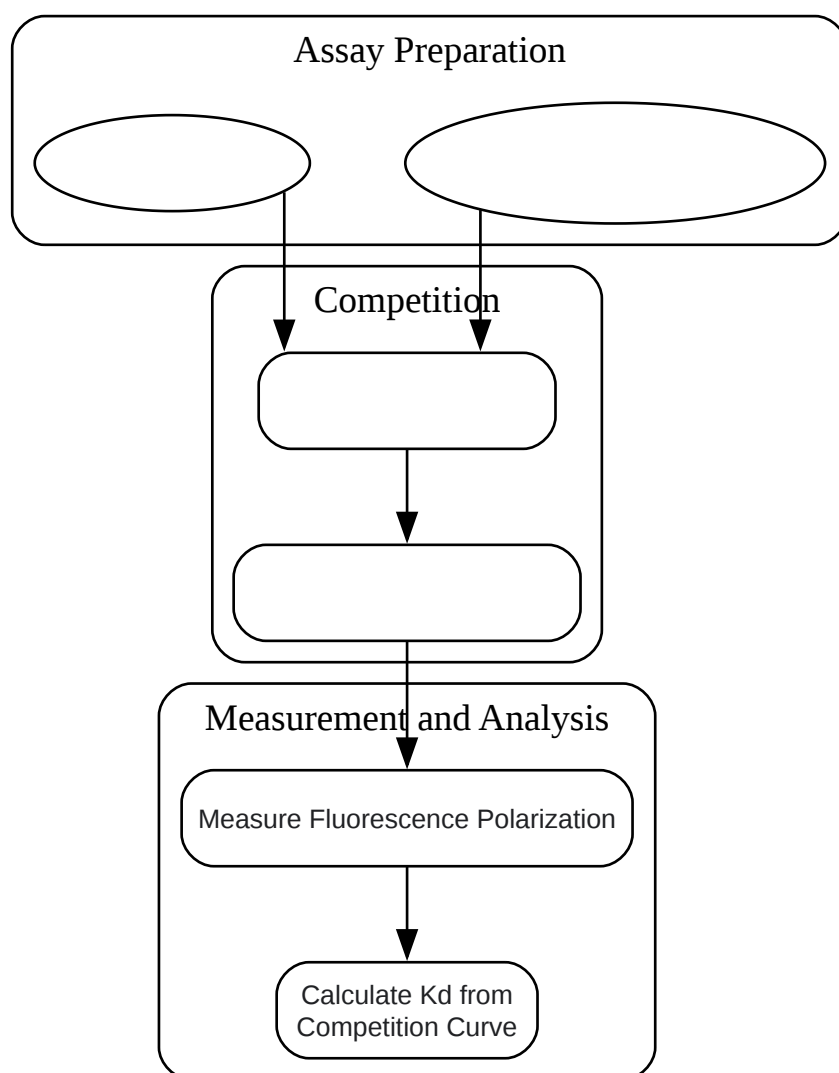 Assay Preparation
Competition
Measurement and Analysis
Measure Fluorescence Polarization
Calculate Kd from
Competition Curve